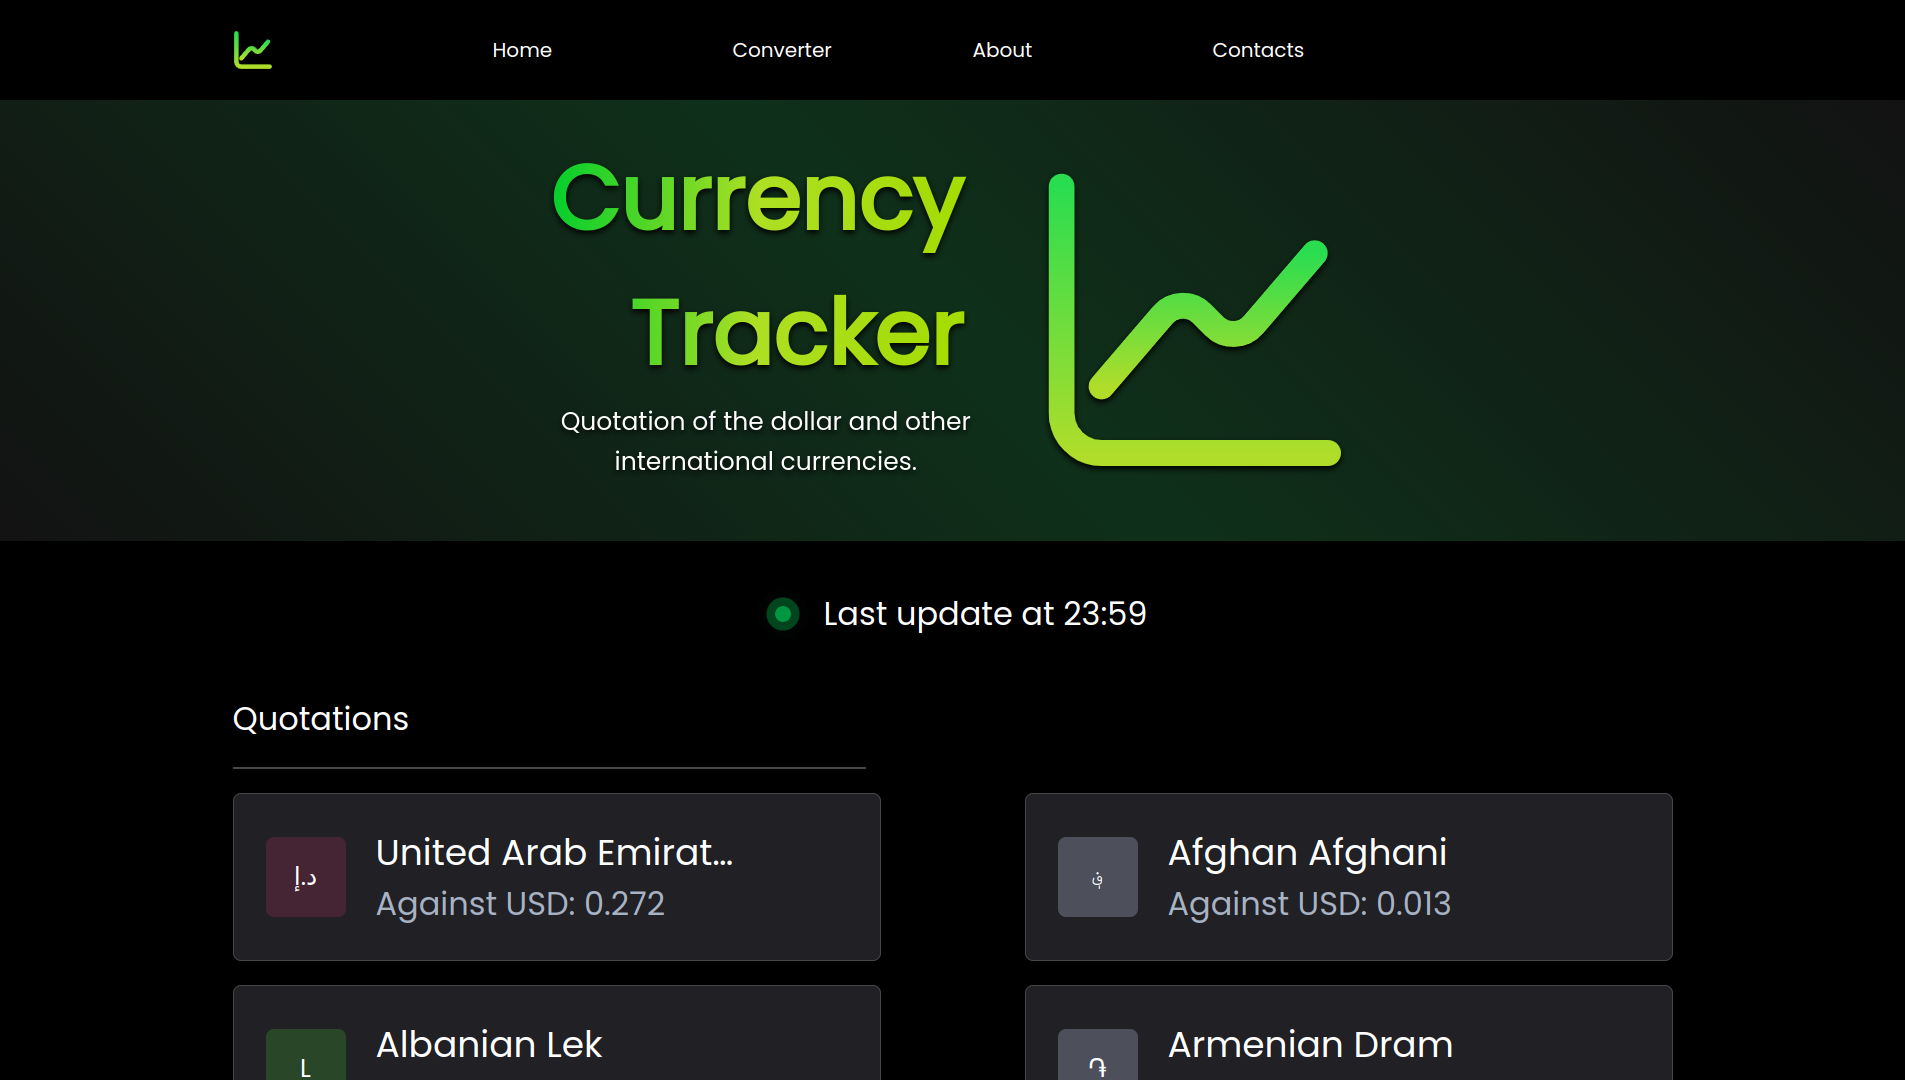 Home
Converter
About
Contacts
Currency
Tracker
Quotation of the dollar and other
international currencies.
Last update at 23:59
Quotations
د.إ
United Arab Emirat...
Against USD: 0.272
؋
Afghan Afghani
Against USD: 0.013
L
Albanian Lek
֏
Armenian Dram